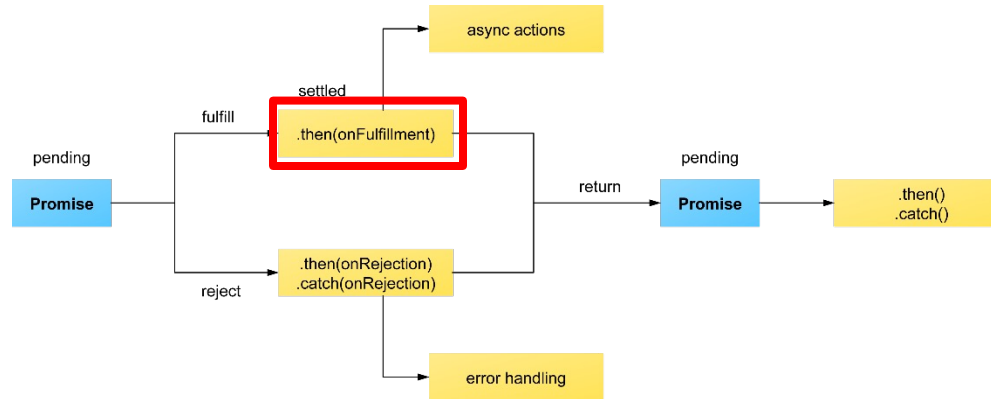 async actions
settled
fulfill
.then(onFulfillment)
pending
Promise
return
pending
Promise
.then()
.catch()
reject
.then(onRejection)
.catch(onRejection)
error handling